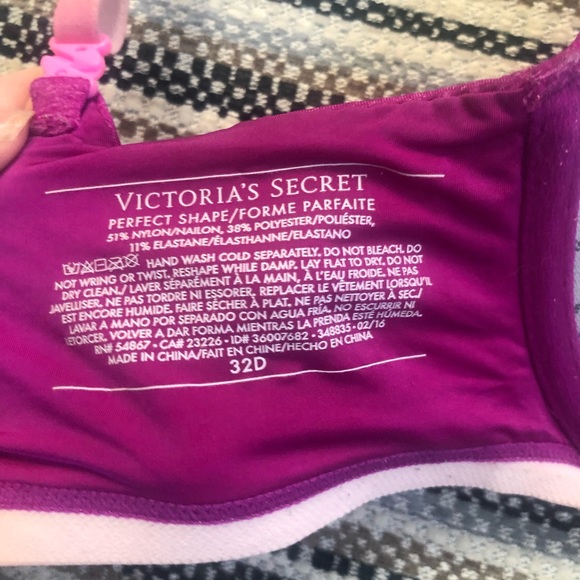 VICTORIA'S SECRET
PERFECT SHAPE/FORME PARFAITE
51% NYLON/NAILON, 38% POLYESTER/POLIÉSTER,
11% ELASTANE/ÉLASTHANNE/ELASTANO
HAND WASH COLD SEPARATELY. DO NOT BLEACH. DO
NOT WRING OR TWIST. RESHAPE WHILE DAMP. LAY FLAT TO DRY. DO NOT
DRY CLEAN./LAVER SÉPARÉMENT À LA MAIN, À L'EAU FROIDE. NE PAS
JAVELLISER. NE PAS TORDRE NI ESSORER. REPLACER LE VÊTEMENT LORSQU'IL
EST ENCORE HUMIDE. FAIRE SÉCHER À PLAT. NE PAS NETTOYER À SEC./
LAVAR A MANO POR SEPARADO CON AGUA FRÍA. NO ESCURRIR NI
RETORCER. VOLVER A DAR FORMA MIENTRAS LA PRENDA ESTÉ HÚMEDA.
RN# 54867 - CA# 23226 - ID# 36007682 - 348835 - 02/16
MADE IN CHINA/FAIT EN CHINE/HECHO EN CHINA
32D